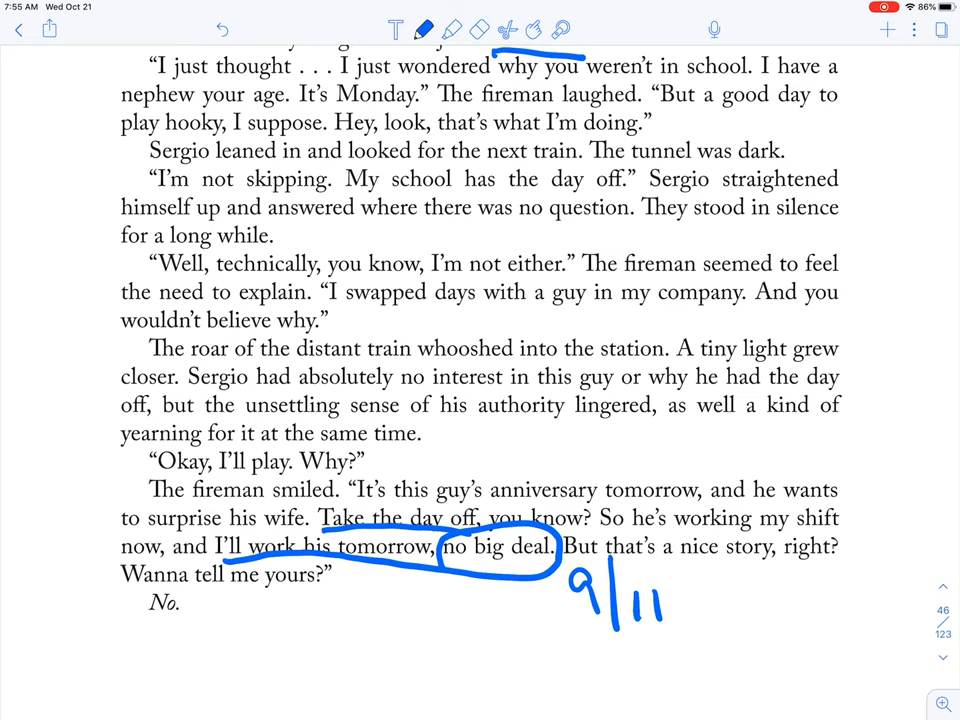 7:55 AM Wed Oct 21
86%
T
“I just thought . . . I just wondered why you weren’t in school. I have a
nephew your age. It’s Monday.” The fireman laughed. “But a good day to
play hooky, I suppose. Hey, look, that’s what I’m doing.”
Sergio leaned in and looked for the next train. The tunnel was dark.
“I’m not skipping. My school has the day off.” Sergio straightened
himself up and answered where there was no question. They stood in silence
for a long while.
“Well, technically, you know, I’m not either.” The fireman seemed to feel
the need to explain. “I swapped days with a guy in my company. And you
wouldn’t believe why.”
The roar of the distant train whooshed into the station. A tiny light grew
closer. Sergio had absolutely no interest in this guy or why he had the day
off, but the unsettling sense of his authority lingered, as well a kind of
yearning for it at the same time.
“Okay, I’ll play. Why?”
The fireman smiled. “It’s this guy’s anniversary tomorrow, and he wants
to surprise his wife. Take the day off, you know? So he’s working my shift
now, and I’ll work his tomorrow, no big deal. But that’s a nice story, right?
Wanna tell me yours?”
9/11
No.
46
/
123